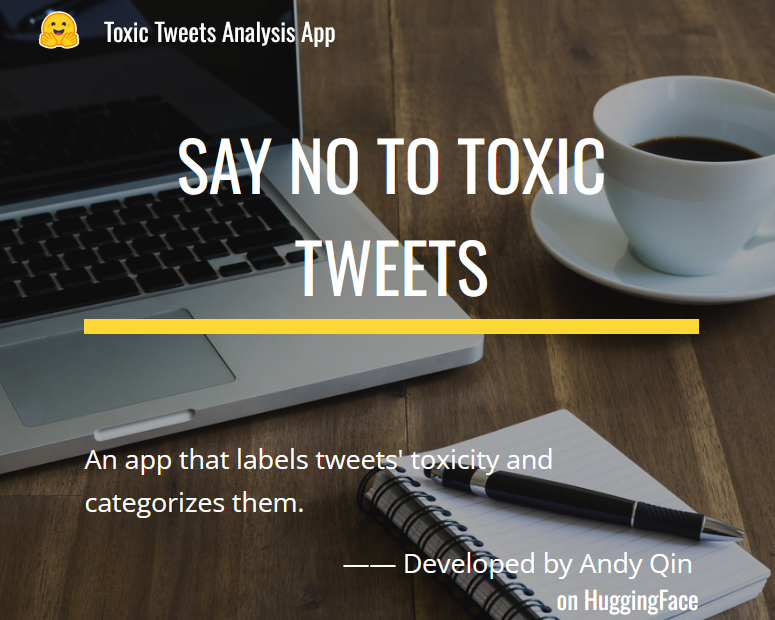 Toxic Tweets Analysis App
SAY NO TO TOXIC
TWEETS
An app that labels tweets' toxicity and
categorizes them.
—— Developed by Andy Qin
on HuggingFace